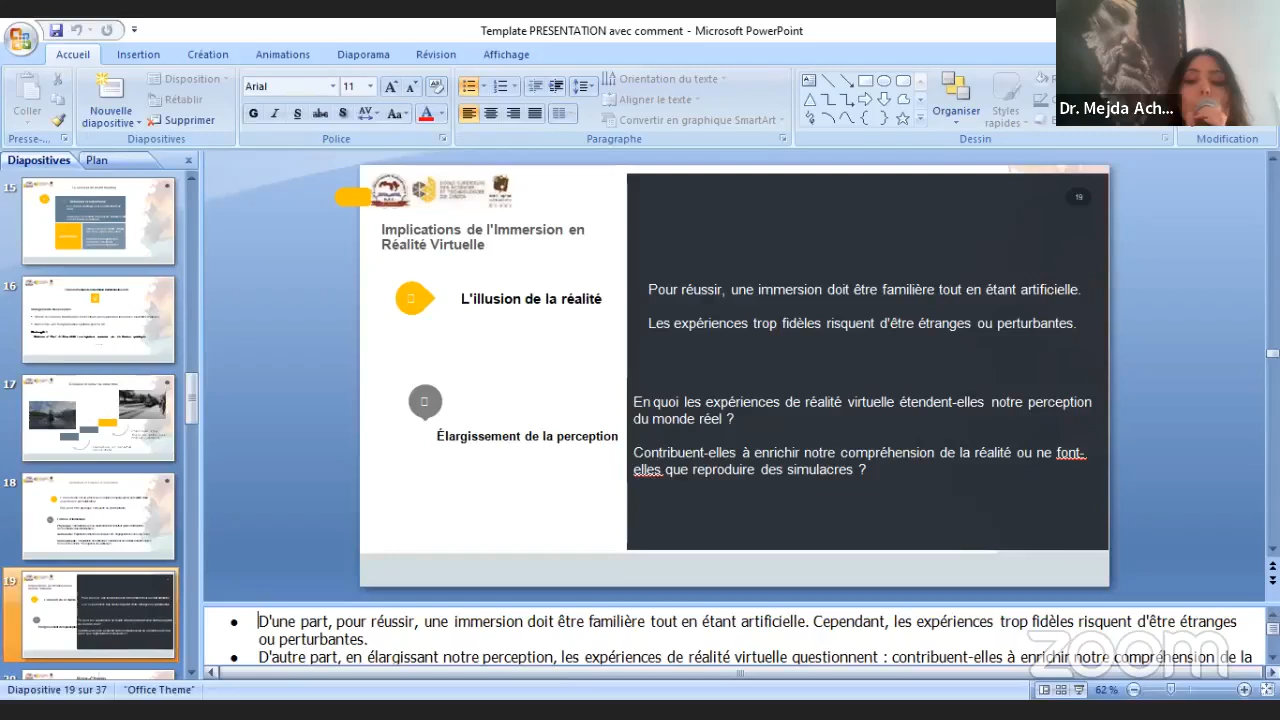 Template PRESENTATION avec comment - Microsoft PowerPoint
Accueil Insertion Création Animations Diaporama Révision Affichage
Coller
Nouvelle diapositive
Disposition
Rétablir
Supprimer
Arial 11
G I S abc S AV Aa A
Orientation du texte
Aligner le texte
Convertir en graphique SmartArt
Organiser
Styles rapides
Presse-... Diapositives Police Paragraphe Dessin Modification
Dr. Mejda Ach...
Diapositives Plan
15
16
17
18
19
19
Implications de l'Immersion en
Réalité Virtuelle
L'illusion de la réalité
Pour réussir, une immersion doit être familière tout en étant artificielle.
Les expériences trop fidèles risquent d'être étranges ou perturbantes.
Élargissement de la perception
En quoi les expériences de réalité virtuelle étendent-elles notre perception
du monde réel ?
Contribuent-elles à enrichir notre compréhension de la réalité ou ne font-
elles que reproduire des simulacres ?
D'une part, pour réussir, une immersion doit être familière tout en étant artificielle. Cependant, les expériences trop fidèles risquent d'être étranges
ou perturbantes.
D'autre part, en élargissant notre perception, les expériences de réalité virtuelle questionnent : contribuent-elles à enrichir notre compréhension de la
zoom
Diapositive 19 sur 37 "Office Theme" 62 %